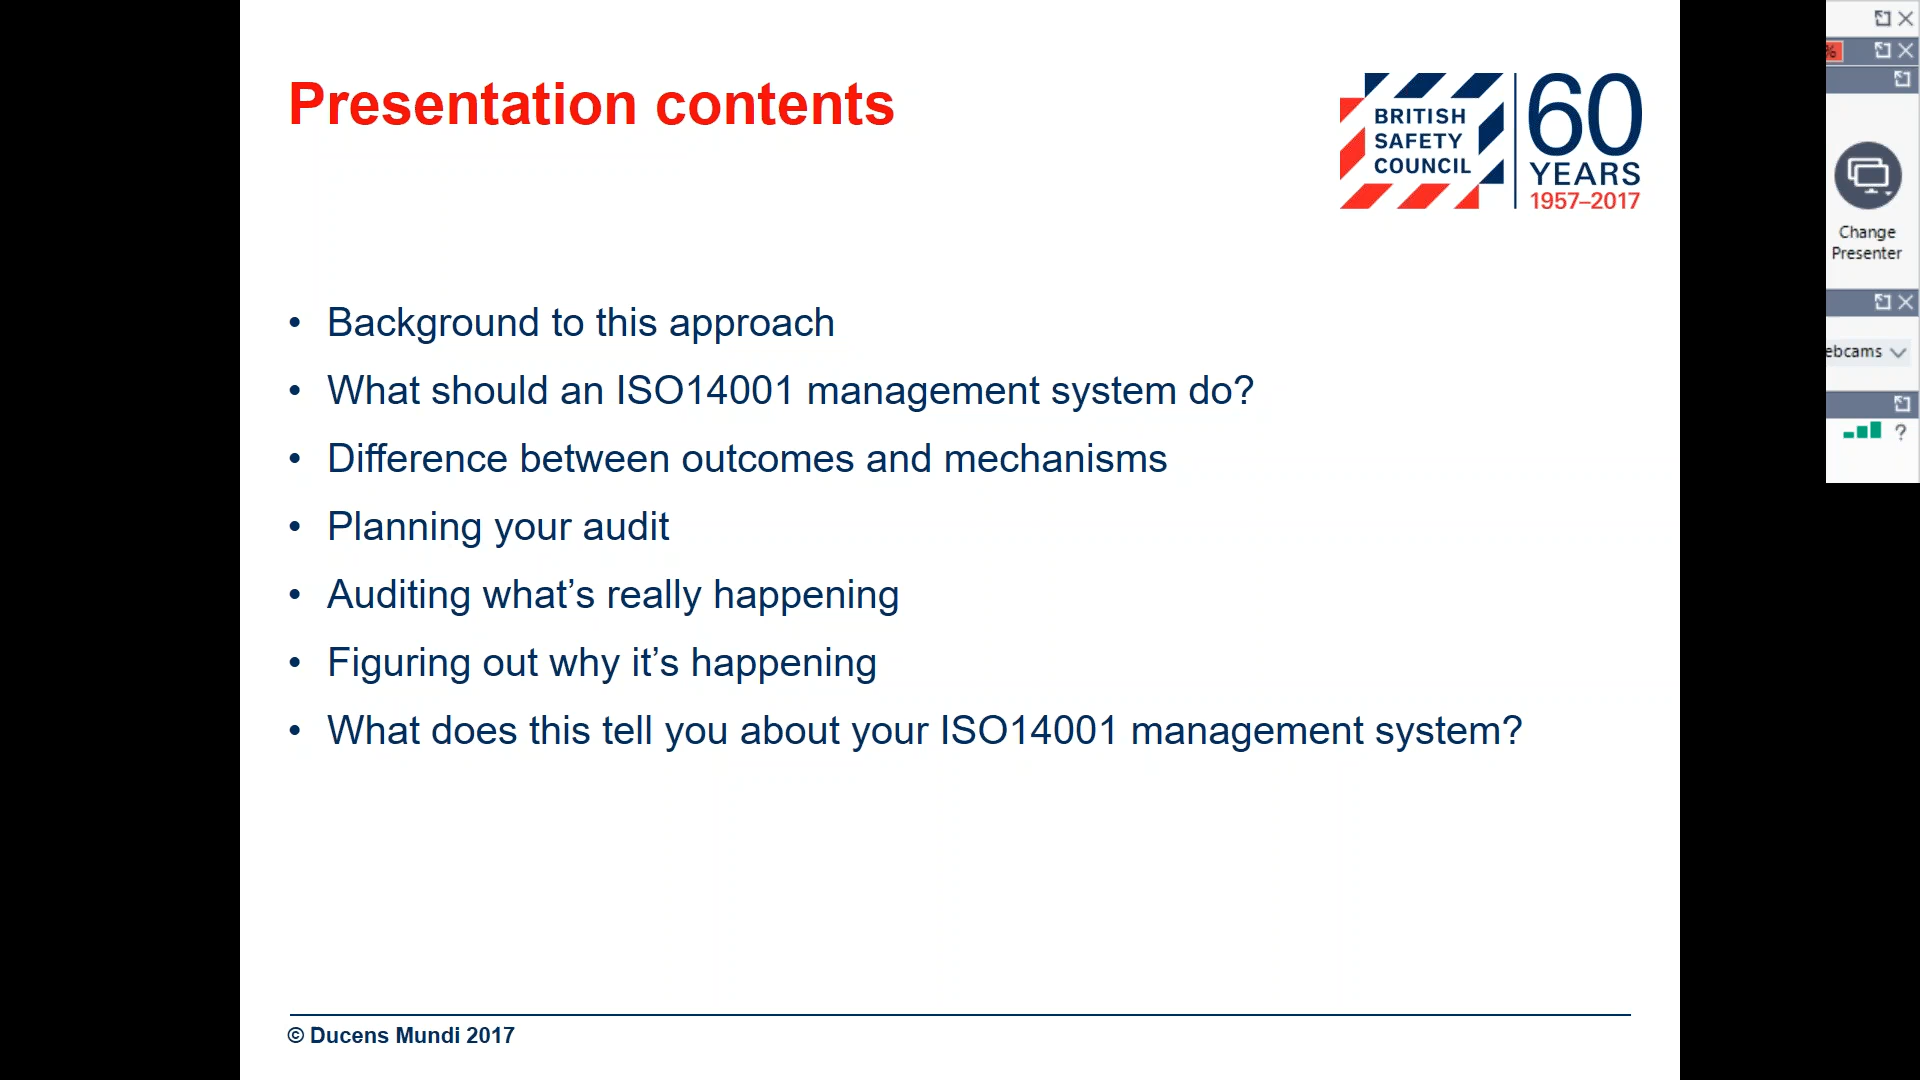 Presentation contents
BRITISH
SAFETY
COUNCIL
60
YEARS
1957–2017
• Background to this approach
• What should an ISO14001 management system do?
• Difference between outcomes and mechanisms
• Planning your audit
• Auditing what’s really happening
• Figuring out why it’s happening
• What does this tell you about your ISO14001 management system?
© Ducens Mundi 2017
%
Change
Presenter
ebcams
?